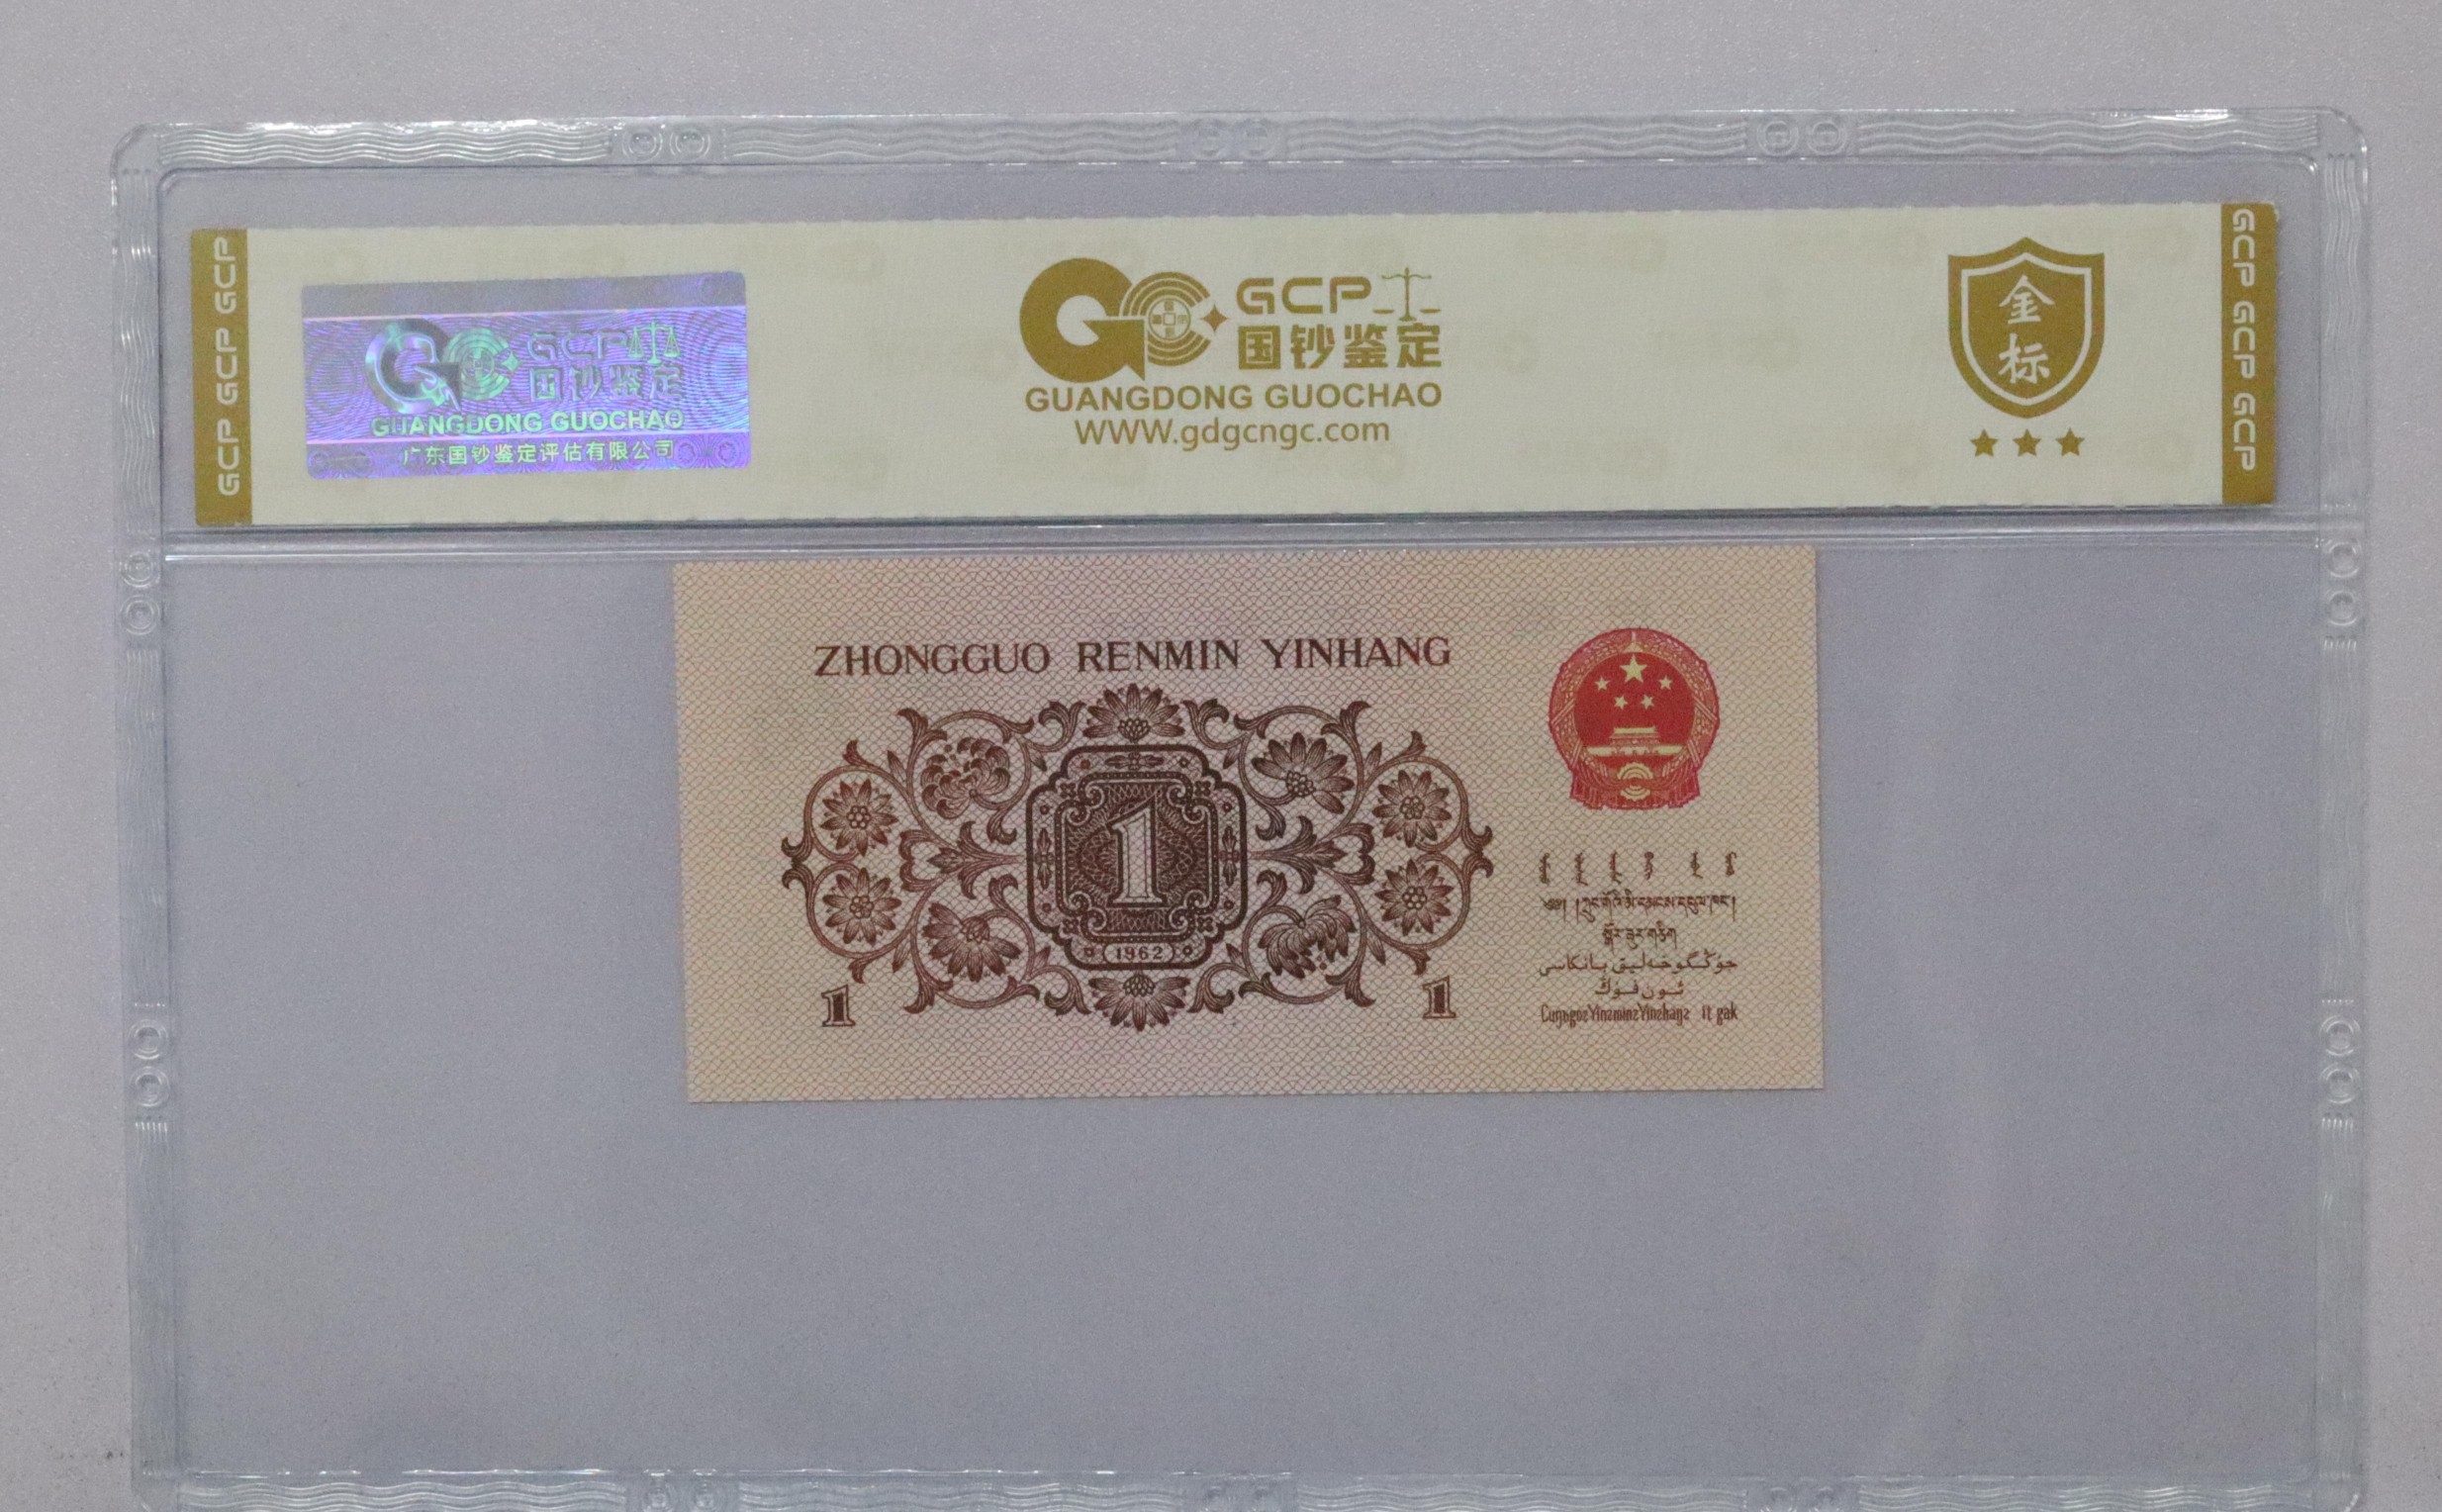 GCP GCP GCP
GCP
国钞鉴定
GUANGDONG GUOCHAO
广东国钞鉴定评估有限公司
GCP
国钞鉴定
GUANGDONG GUOCHAO
WWW.gdgcngc.com
金
标
GCP GCP GCP
ZHONGGUO RENMIN YINHANG
1
1962
1
1